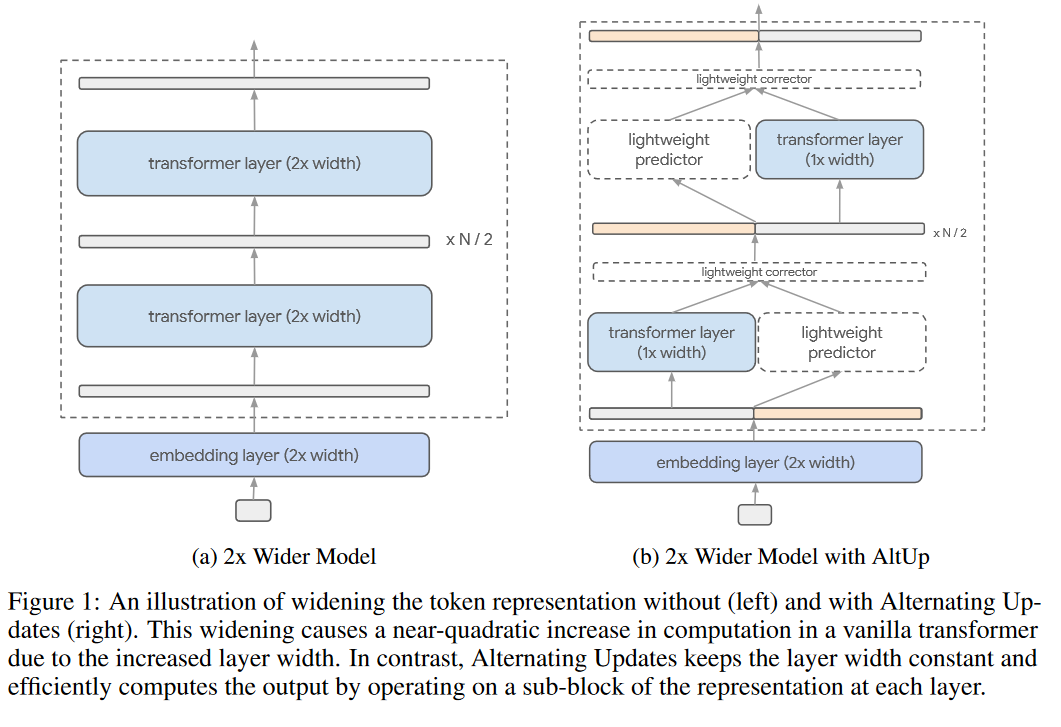 transformer layer (2x width)
x N / 2
transformer layer (2x width)
embedding layer (2x width)
(a) 2x Wider Model
lightweight corrector
lightweight
predictor
transformer layer
(1x width)
x N / 2
lightweight corrector
transformer layer
(1x width)
lightweight
predictor
embedding layer (2x width)
(b) 2x Wider Model with AltUp
Figure 1: An illustration of widening the token representation without (left) and with Alternating Up-
dates (right). This widening causes a near-quadratic increase in computation in a vanilla transformer
due to the increased layer width. In contrast, Alternating Updates keeps the layer width constant and
efficiently computes the output by operating on a sub-block of the representation at each layer.